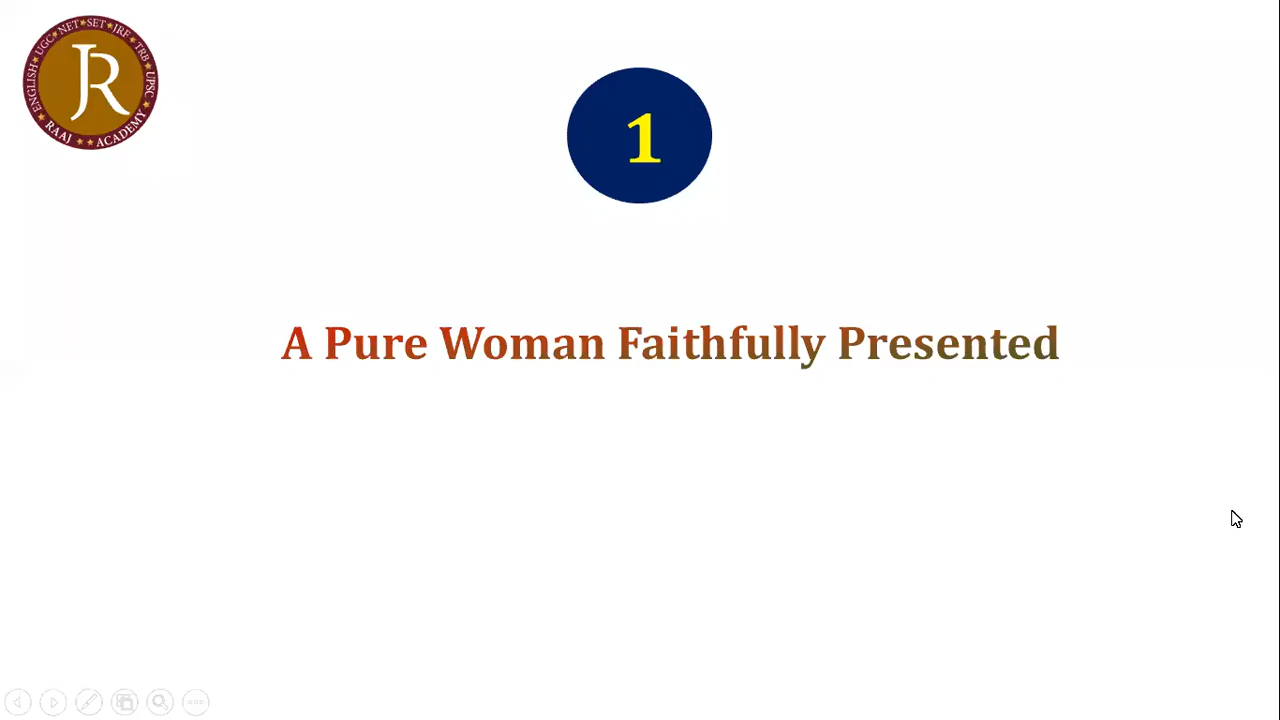 ENGLISH ★ UGC ★ NET ★ SET ★ JRF ★ TRB ★ UPSC
JR
RAAJ ★ ★ ACADEMY
1
A Pure Woman Faithfully Presented